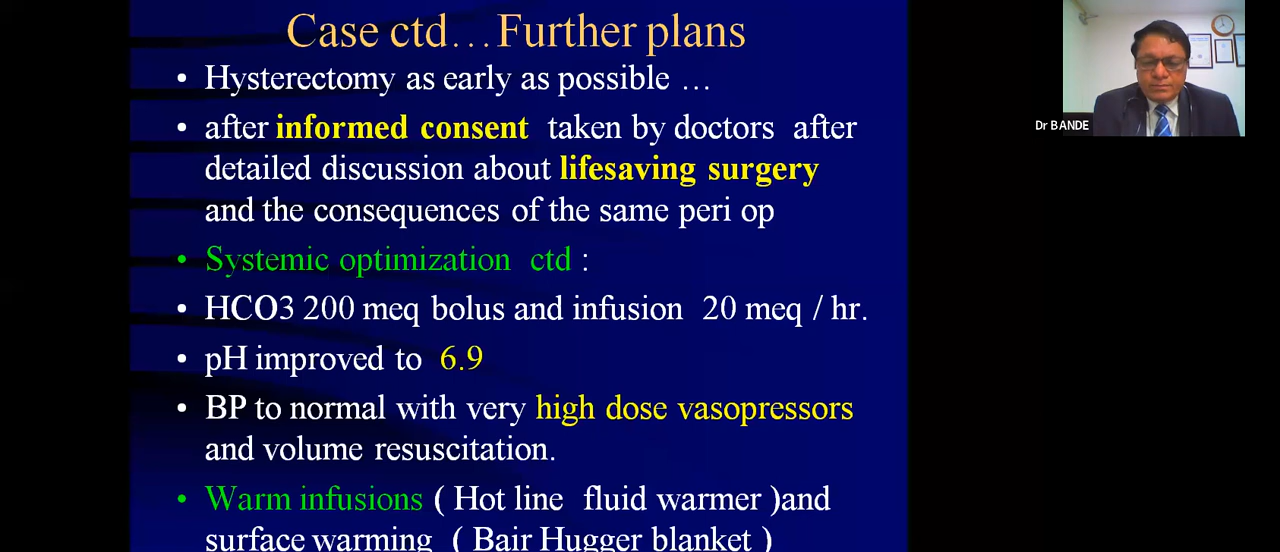 Case ctd…Further plans
• Hysterectomy as early as possible …
• after informed consent taken by doctors after
detailed discussion about lifesaving surgery
and the consequences of the same peri op
• Systemic optimization ctd :
• HCO3 200 meq bolus and infusion 20 meq / hr.
• pH improved to 6.9
• BP to normal with very high dose vasopressors
and volume resuscitation.
• Warm infusions ( Hot line fluid warmer )and
surface warming ( Bair Hugger blanket )
Dr BANDE